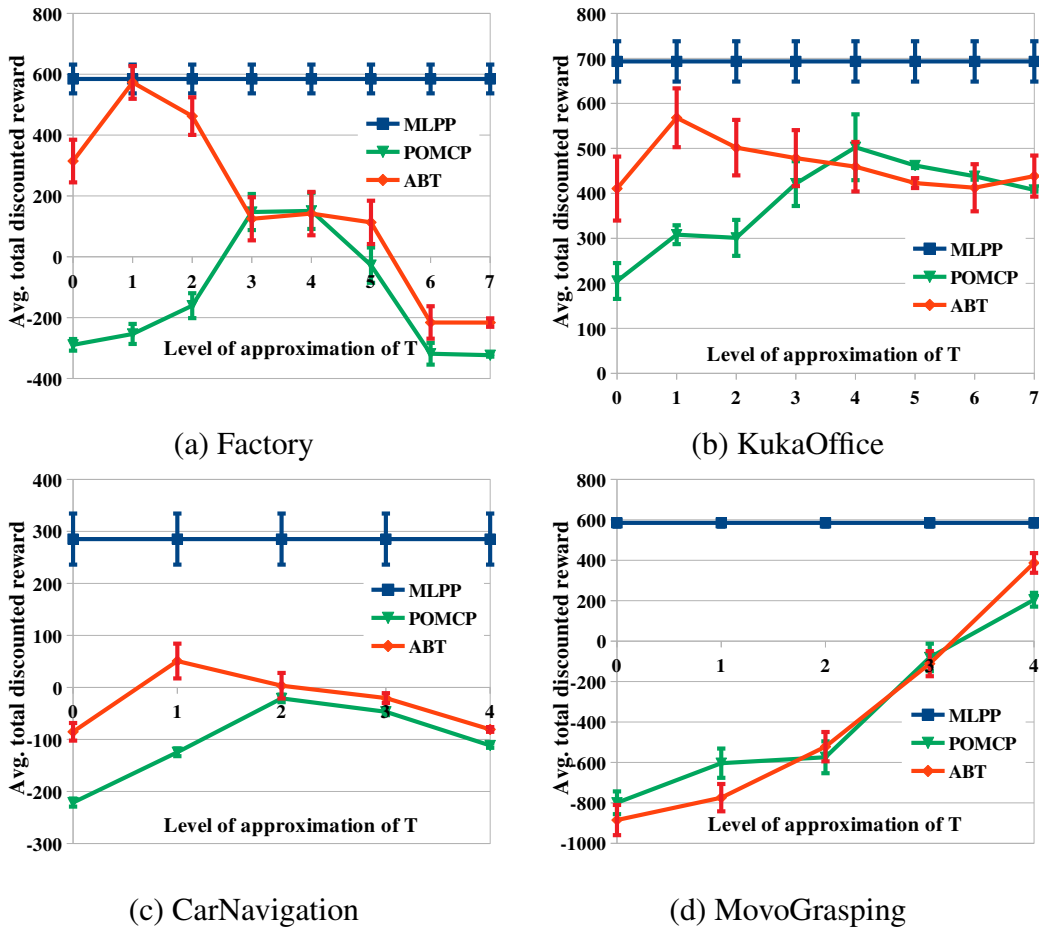 Avg. total discounted reward
800
600
400
200
0
-200
-400
0 1 2 3 4 5 6 7
MLPP
POMCP
ABT
Level of approximation of T
(a) Factory
Avg. total discounted reward
800
700
600
500
400
300
200
100
0
MLPP
POMCP
ABT
Level of approximation of T
0 1 2 3 4 5 6 7
(b) KukaOffice
Avg. total discounted reward
400
300
200
100
0
-100
-200
-300
MLPP
POMCP
ABT
0 1 2 3 4
Level of approximation of T
(c) CarNavigation
Avg. total discounted reward
800
600
400
200
0
-200
-400
-600
-800
-1000
0 1 2 3 4
MLPP
POMCP
ABT
Level of approximation of T
(d) MovoGrasping